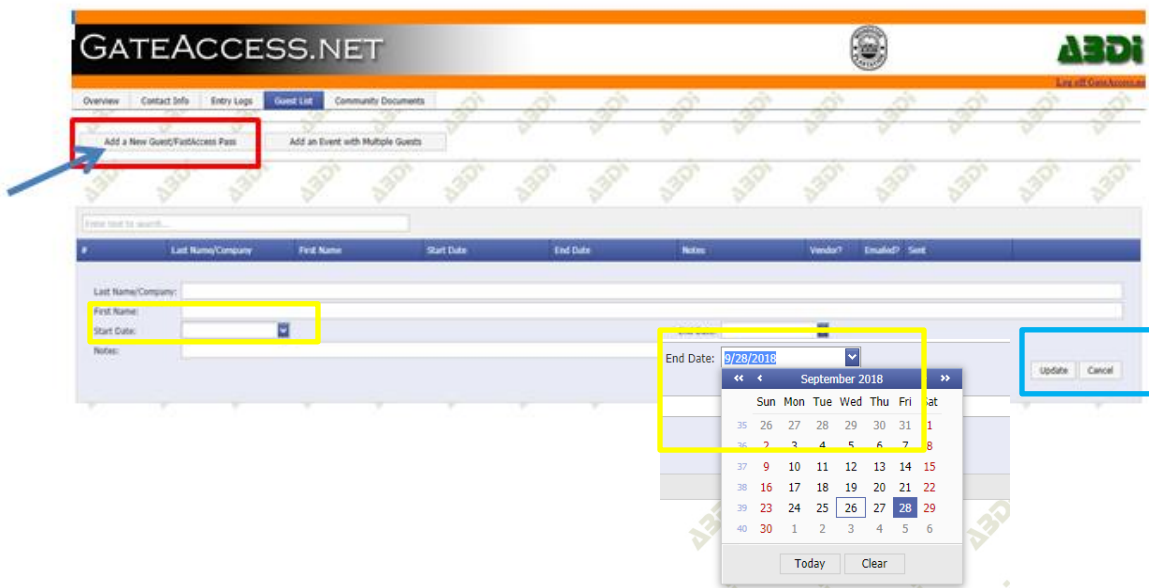 GATEACCESS.NET
ABDi
Log off GateAccess.net
Overview Contact Info Entry Logs Guest List Community Documents
Add a New Guest/FastAccess Pass Add an Event with Multiple Guests
Enter text to search...
# Last Name/Company First Name Start Date End Date Notes Vendor? Emailed? Sent
Last Name/Company:
First Name:
Start Date: End Date:
Notes:
Update Cancel
End Date: 9/28/2018
« ‹ September 2018 »
Sun Mon Tue Wed Thu Fri Sat
35 26 27 28 29 30 31 1
36 2 3 4 5 6 7 8
37 9 10 11 12 13 14 15
38 16 17 18 19 20 21 22
39 23 24 25 26 27 28 29
40 30 1 2 3 4 5 6
Today Clear